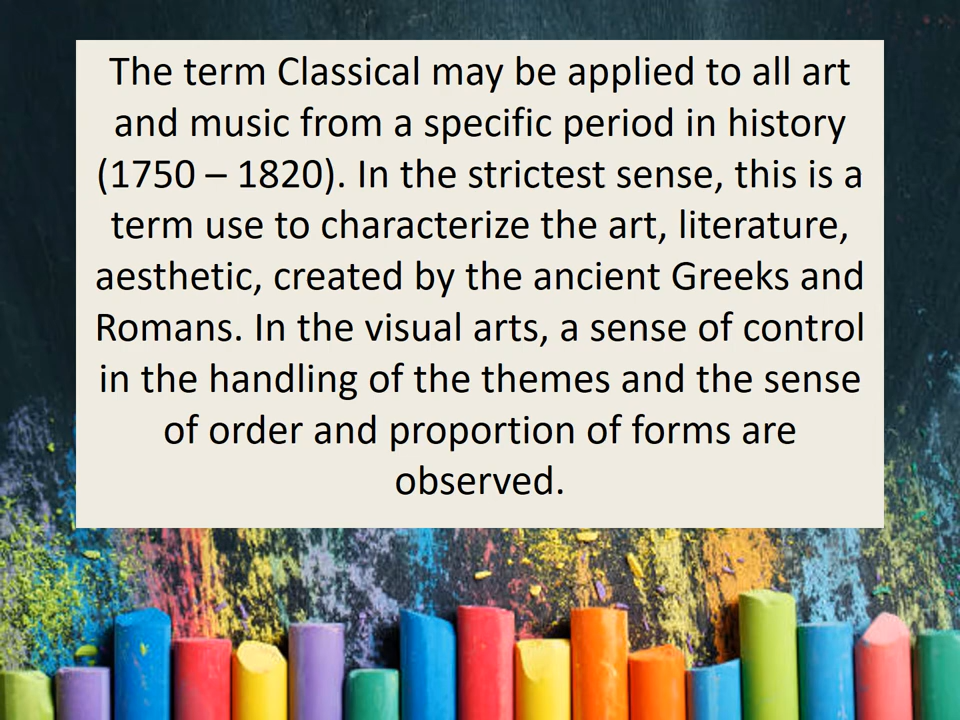 The term Classical may be applied to all art
and music from a specific period in history
(1750 – 1820). In the strictest sense, this is a
term use to characterize the art, literature,
aesthetic, created by the ancient Greeks and
Romans. In the visual arts, a sense of control
in the handling of the themes and the sense
of order and proportion of forms are
observed.